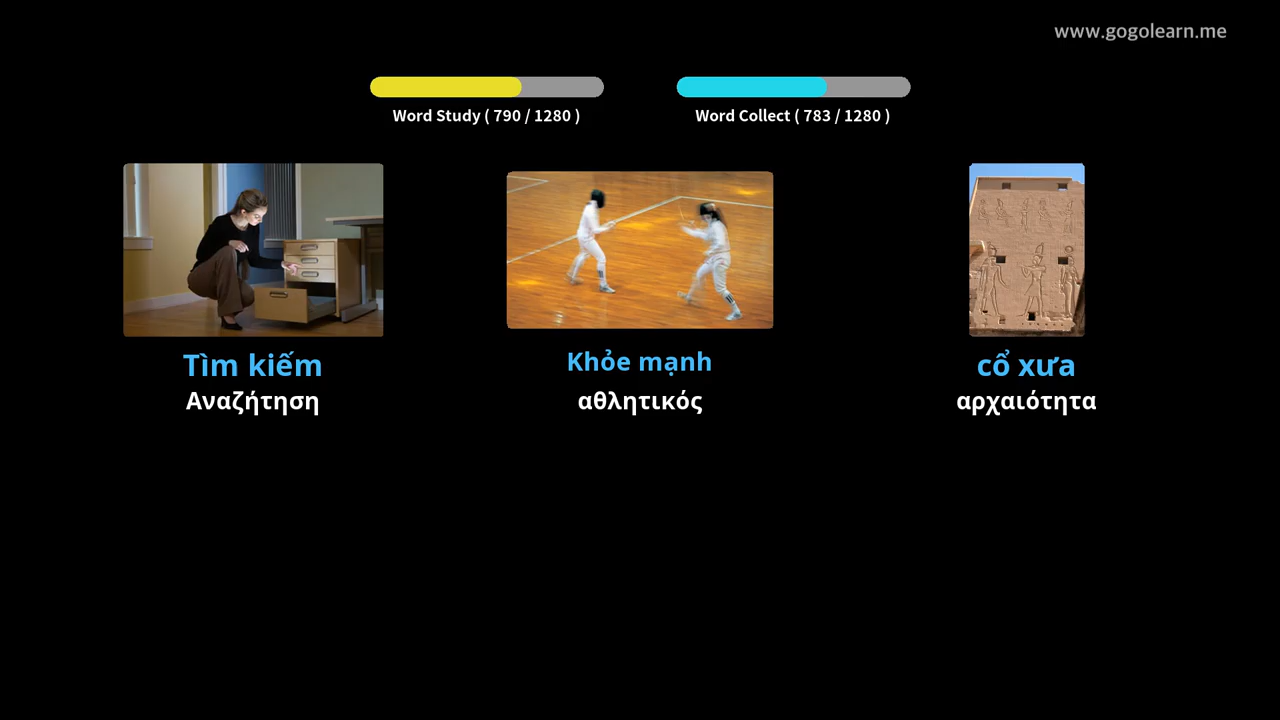 www.gogolearn.me
Word Study ( 790 / 1280 )
Word Collect ( 783 / 1280 )
Tìm kiếm
Αναζήτηση
Khỏe mạnh
αθλητικός
cổ xưa
αρχαιότητα